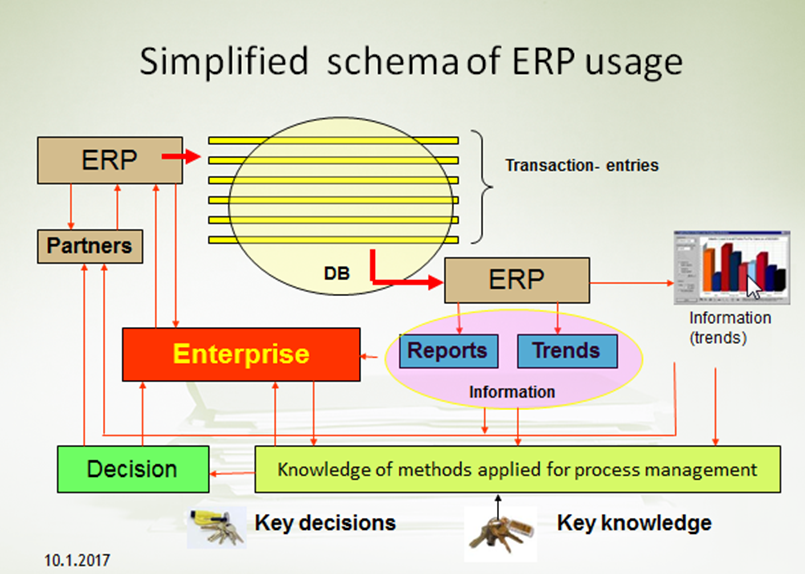 Simplified schema of ERP usage
ERP
Transaction- entries
Partners
DB
ERP
Information
(trends)
Enterprise
Reports
Trends
Information
Decision
Knowledge of methods applied for process management
Key decisions
Key knowledge
10.1.2017